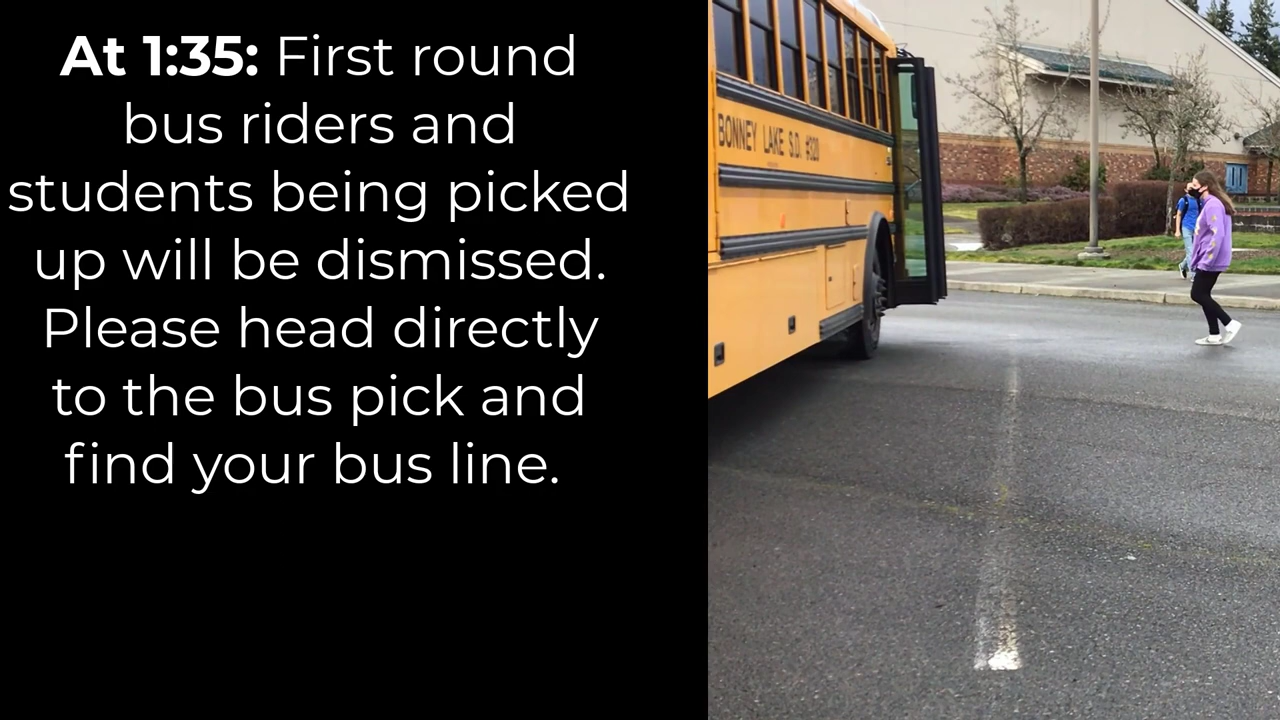 At 1:35: First round
bus riders and
students being picked
up will be dismissed.
Please head directly
to the bus pick and
find your bus line.
BONNEY LAKE S.D. #320